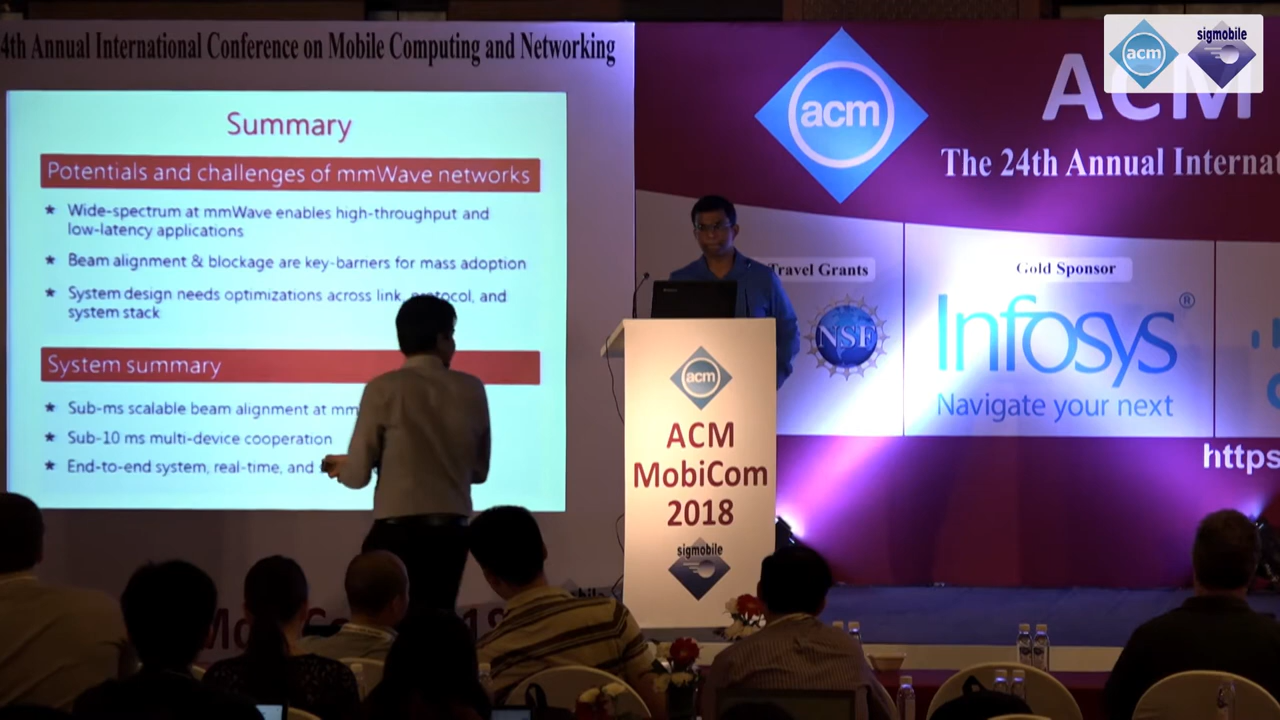 4th Annual International Conference on Mobile Computing and Networking
Summary
Potentials and challenges of mmWave networks
★ Wide-spectrum at mmWave enables high-throughput and
low-latency applications
★ Beam alignment & blockage are key-barriers for mass adoption
★ System design needs optimizations across link, protocol, and
system stack
System summary
★ Sub-ms scalable beam alignment at mm
★ Sub-10 ms multi-device cooperation
★ End-to-end system, real-time, and
acm
ACM
The 24th Annual Interna
acm
sigmobile
Travel Grants
NSF
Gold Sponsor
Infosys®
Navigate your next
https
acm
ACM
MobiCom
2018
sigmobile